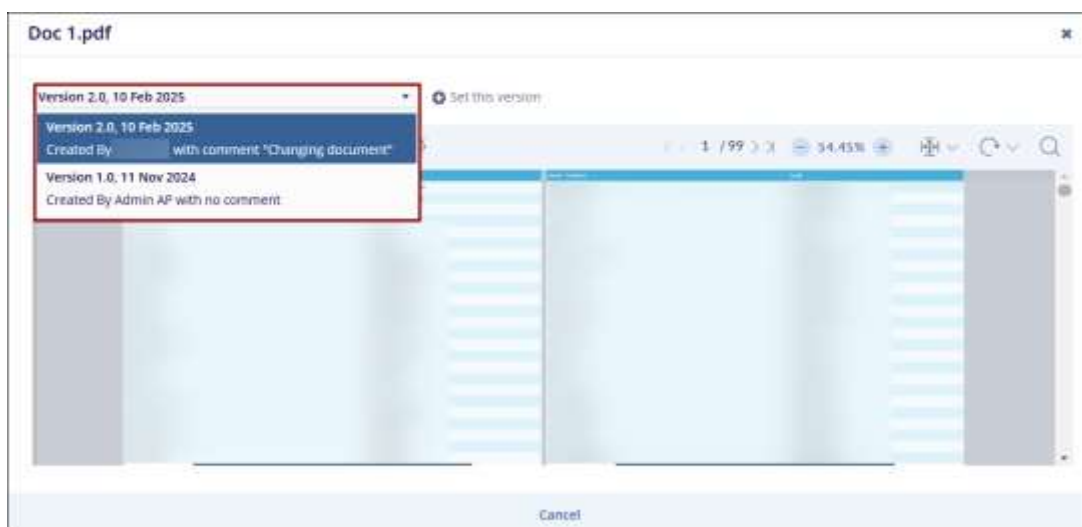 Doc 1.pdf
Version 2.0, 10 Feb 2025
Set this version
Version 2.0, 10 Feb 2025
Created By with comment "Changing document"
1 / 99
54.45%
Version 1.0, 11 Nov 2024
Created By Admin AP with no comment
Cancel